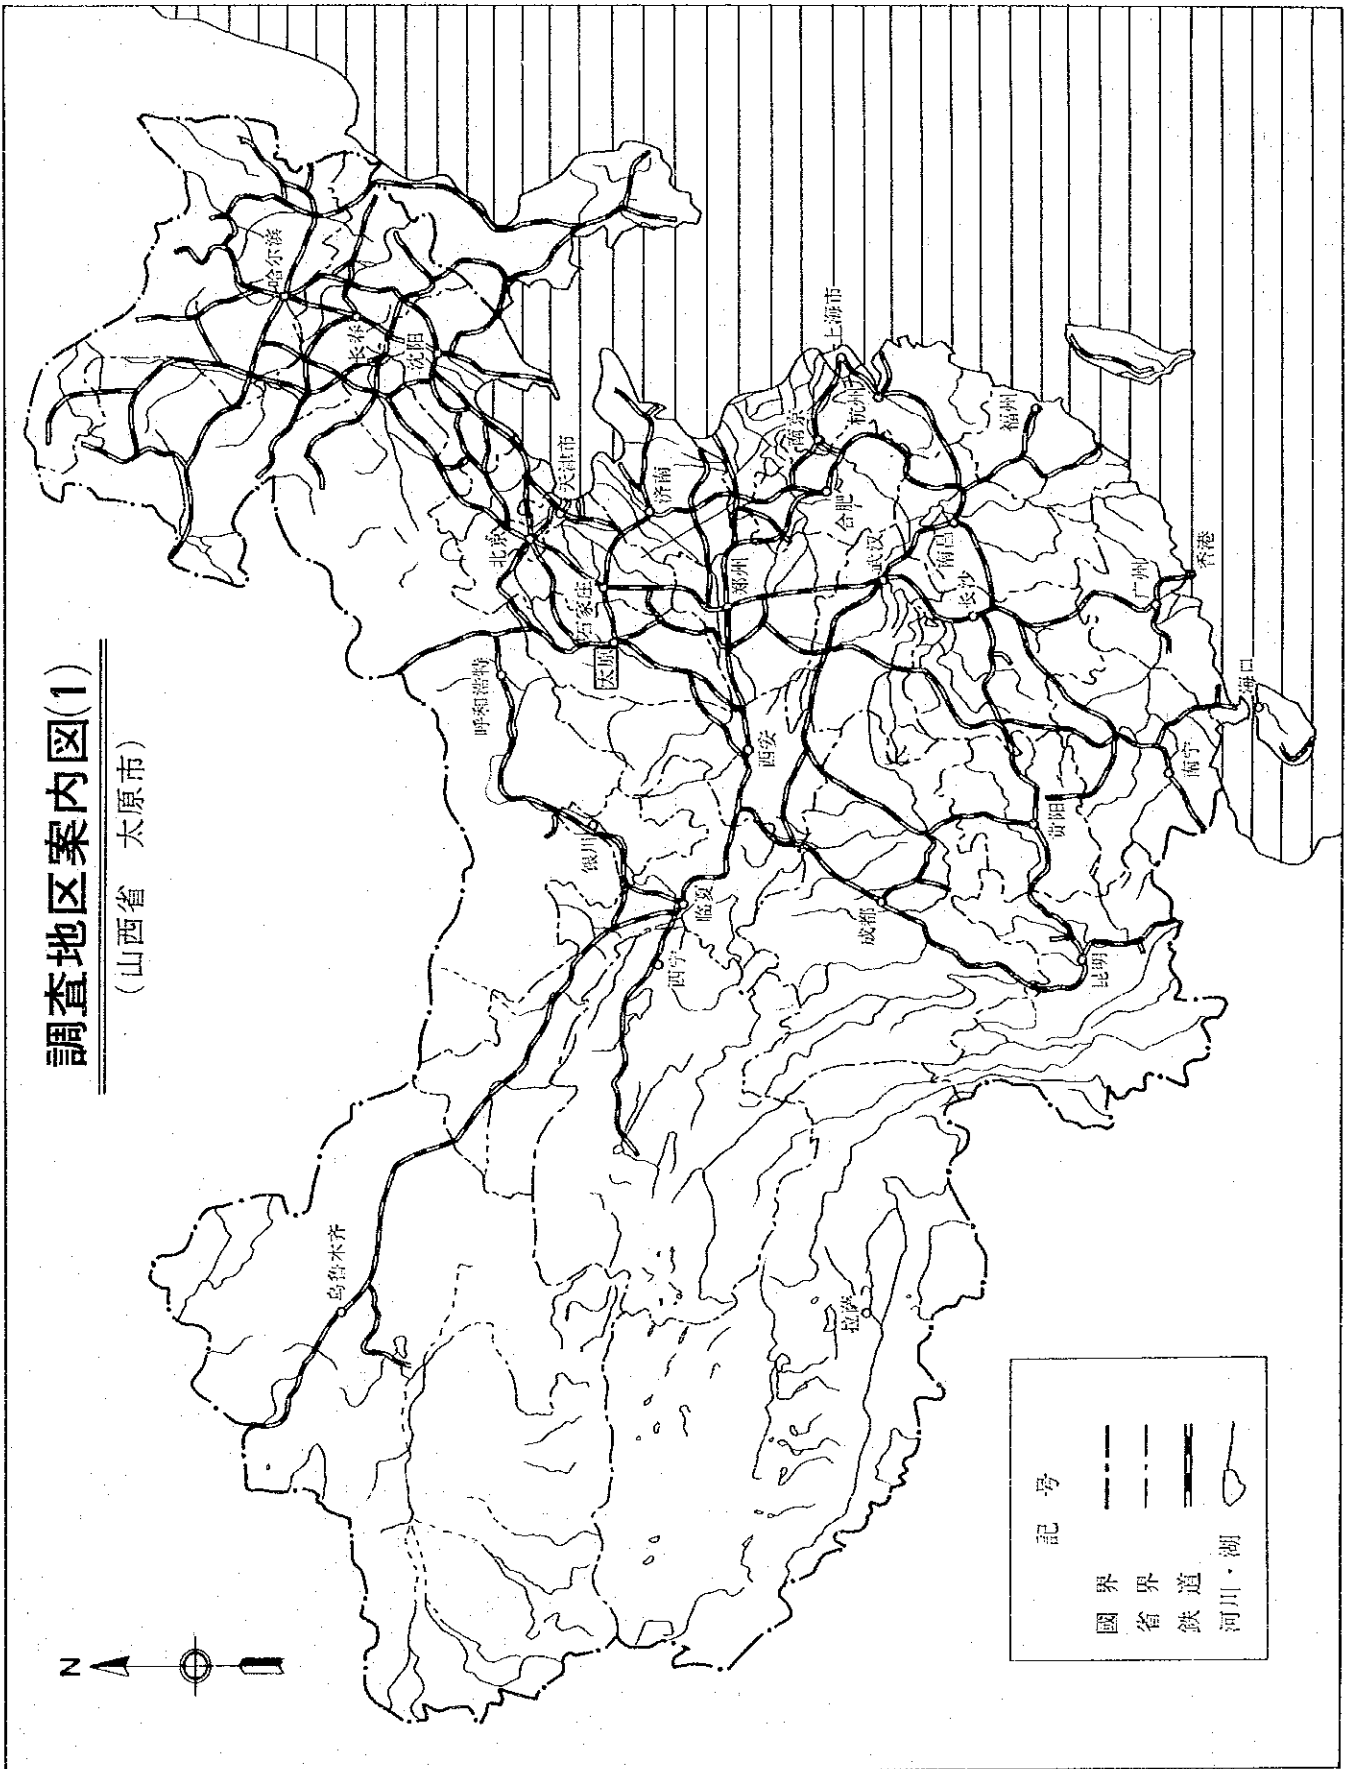 調査地区案内図(1)
(山西省 太原市)
N
哈尔滨
长春
沈阳
北京
天津市
呼和浩特
石家庄
太原
济南
郑州
西安
银川
临夏
西宁
乌鲁木齐
拉萨
成都
昆明
贵阳
南宁
海口
广州
香港
长沙
南昌
武汉
合肥
南京
上海市
杭州
福州
記号
國界
省界
鉄道
河川・湖